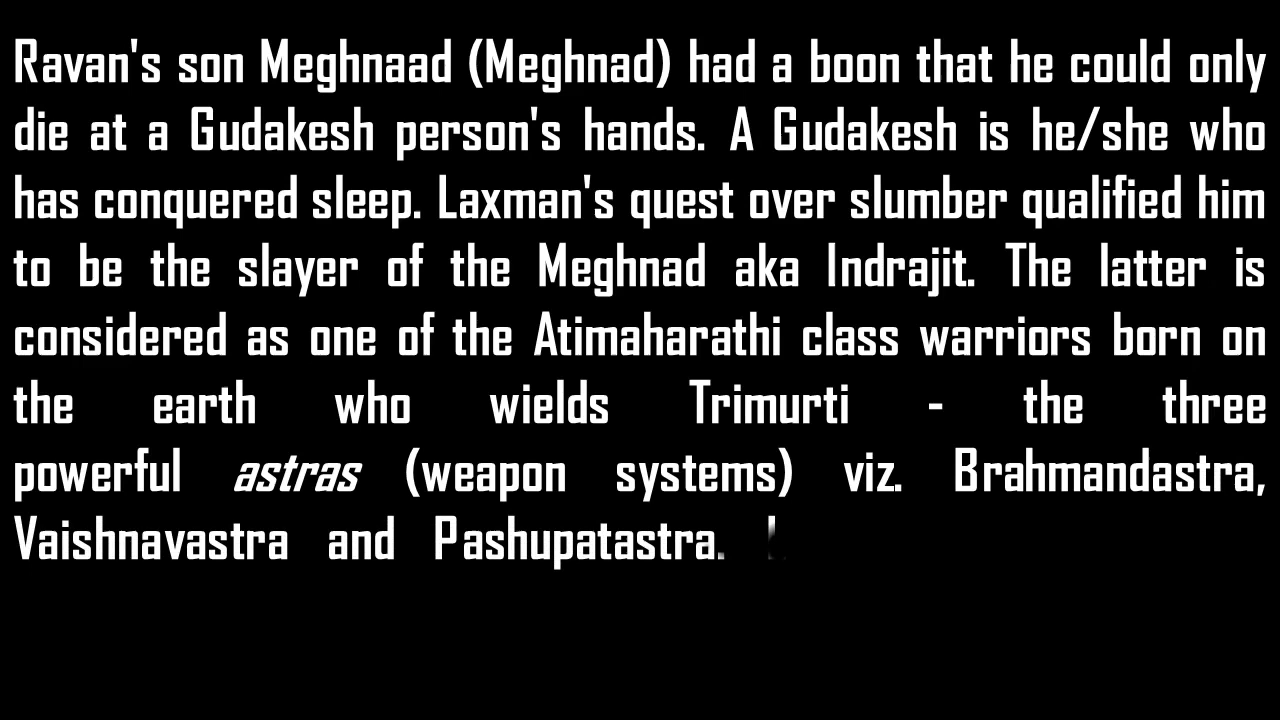 Ravan's son Meghnaad (Meghnad) had a boon that he could only
die at a Gudakesh person's hands. A Gudakesh is he/she who
has conquered sleep. Laxman's quest over slumber qualified him
to be the slayer of the Meghnad aka Indrajit. The latter is
considered as one of the Atimaharathi class warriors born on
the earth who wields Trimurti - the three
powerful astras (weapon systems) viz. Brahmandastra,
Vaishnavastra and Pashupatastra.